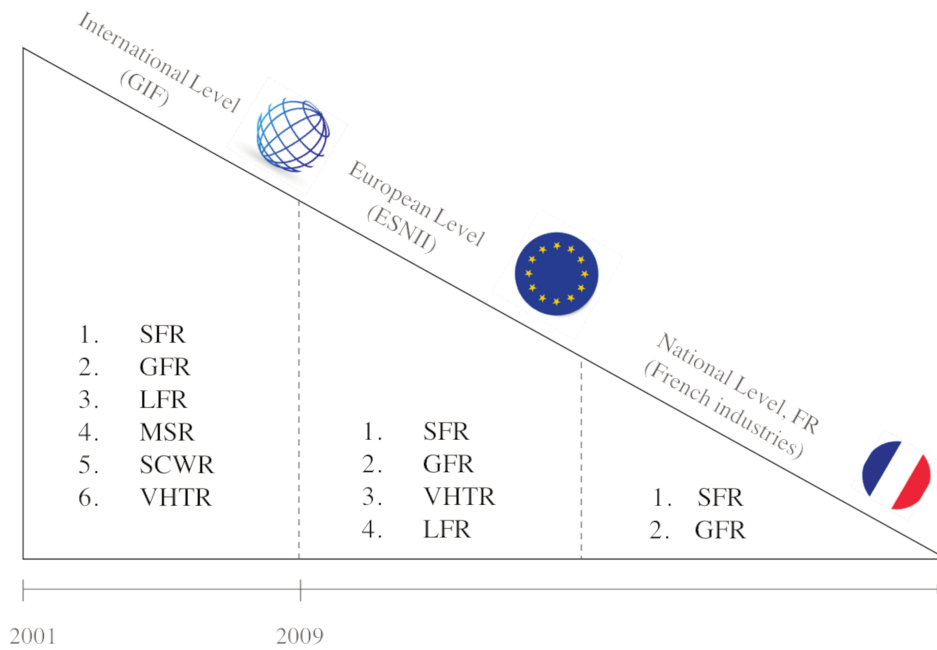 International Level
(GIF)
European Level
(ESNII)
National Level, FR
(French industries)
1. SFR
2. GFR
3. LFR
4. MSR
5. SCWR
6. VHTR
1. SFR
2. GFR
3. VHTR
4. LFR
1. SFR
2. GFR
2001
2009